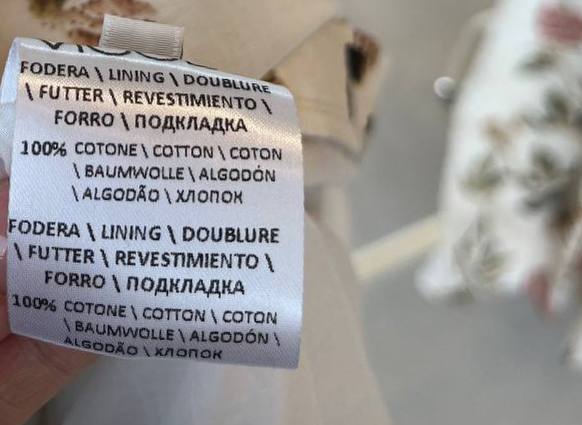 FODERA \ LINING \ DOUBLURE
\ FUTTER \ REVESTIMIENTO \
FORRO \ ПОДКЛАДКА
100% COTONE \ COTTON \ COTON
\ BAUMWOLLE \ ALGODÓN
\ ALGODÃO \ ХЛОПОК
FODERA \ LINING \ DOUBLURE
\ FUTTER \ REVESTIMIENTO \
FORRO \ ПОДКЛАДКА
100% COTONE \ COTTON \ COTON
\ BAUMWOLLE \ ALGODÓN \
ALGODÃO \ ХЛОПОК